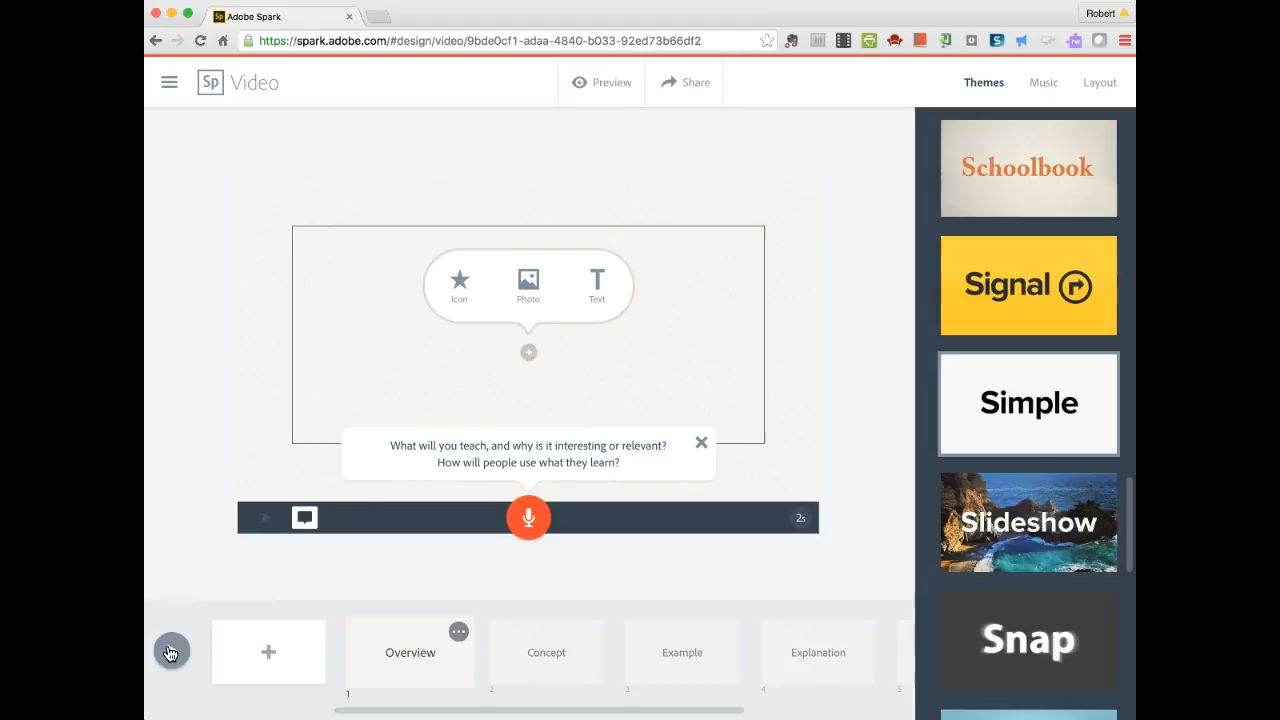 Sp Adobe Spark
Robert
https://spark.adobe.com/#design/video/9bde0cf1-adaa-4840-b033-92ed73b66df2
Sp Video
Preview
Share
Themes
Music
Layout
Schoolbook
Signal
Simple
Slideshow
Snap
Icon
Photo
T
Text
What will you teach, and why is it interesting or relevant?
How will people use what they learn?
2s
Overview
Concept
Example
Explanation
1
2
3
4
5